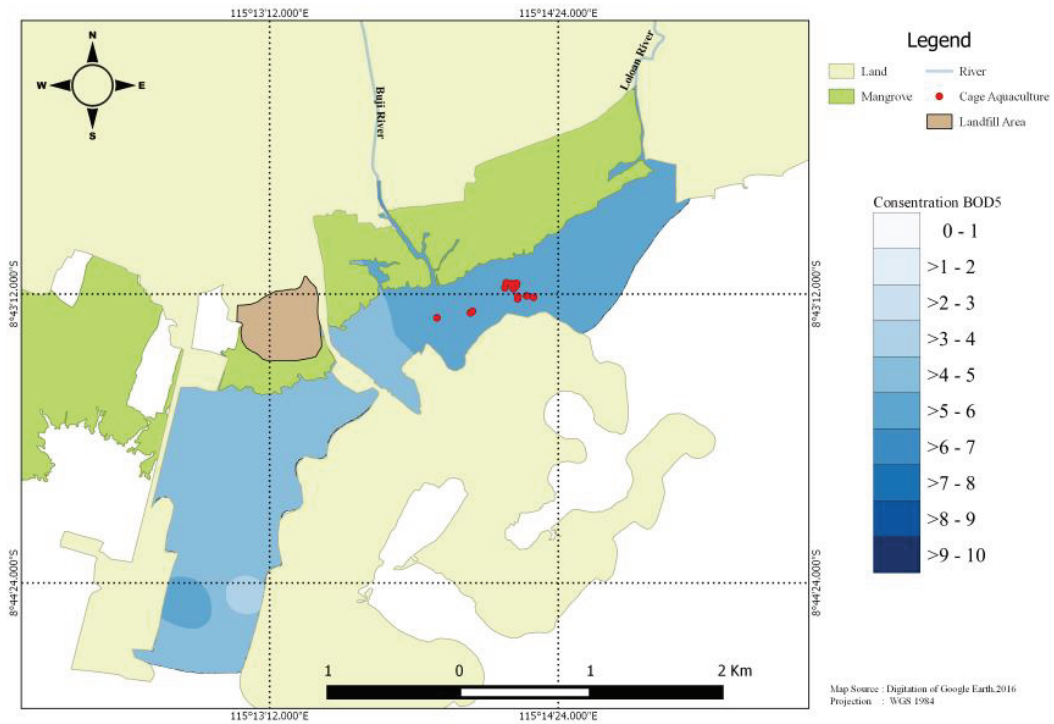 115°13'12.000"E 115°14'24.000"E
N
W E
S
Buji River
Loloan River
8°43'12.000"S 8°43'12.000"S
8°44'24.000"S 8°44'24.000"S
1 0 1 2 Km
115°13'12.000"E 115°14'24.000"E
Legend
Land River
Mangrove Cage Aquaculture
Landfill Area
Consentration BOD5
0 - 1
>1 - 2
>2 - 3
>3 - 4
>4 - 5
>5 - 6
>6 - 7
>7 - 8
>8 - 9
>9 - 10
Map Source : Digitation of Google Earth,2016
Projection : WGS 1984